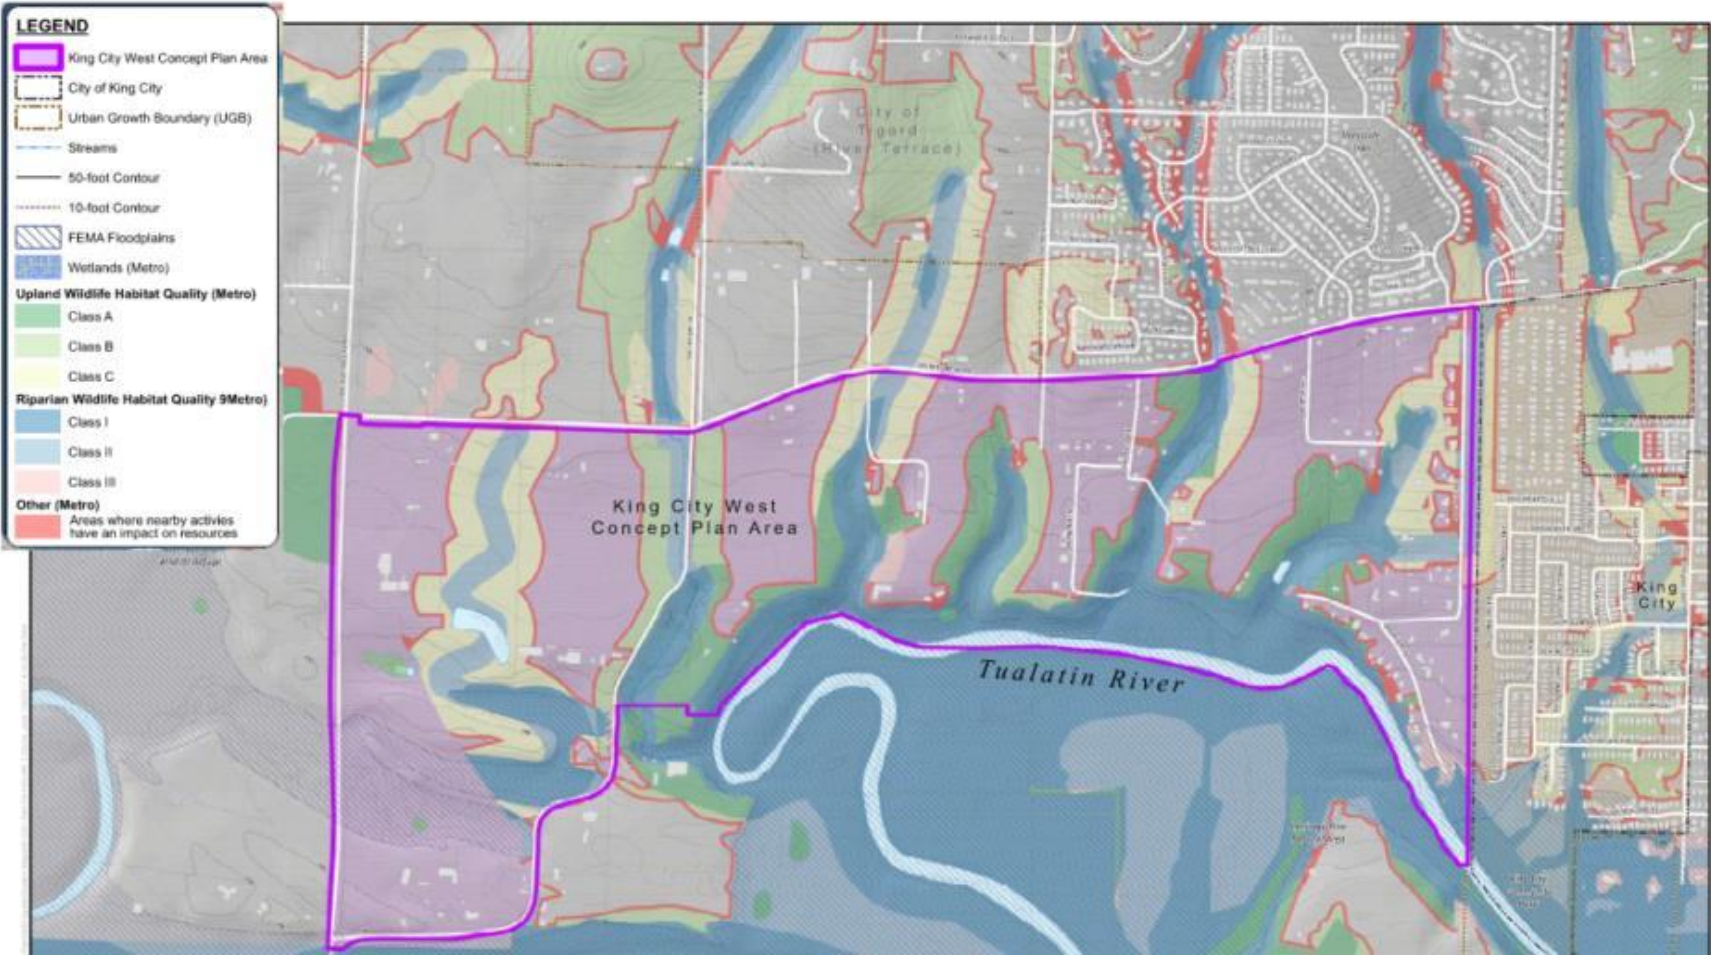 LEGEND
King City West Concept Plan Area
City of King City
Urban Growth Boundary (UGB)
Streams
50-foot Contour
10-foot Contour
FEMA Floodplains
Wetlands (Metro)
Upland Wildlife Habitat Quality (Metro)
Class A
Class B
Class C
Riparian Wildlife Habitat Quality 9Metro)
Class I
Class II
Class III
Other (Metro)
Areas where nearby activies
have an impact on resources
City of
Tigard
(River Terrace)
King City West
Concept Plan Area
King
City
Tualatin River